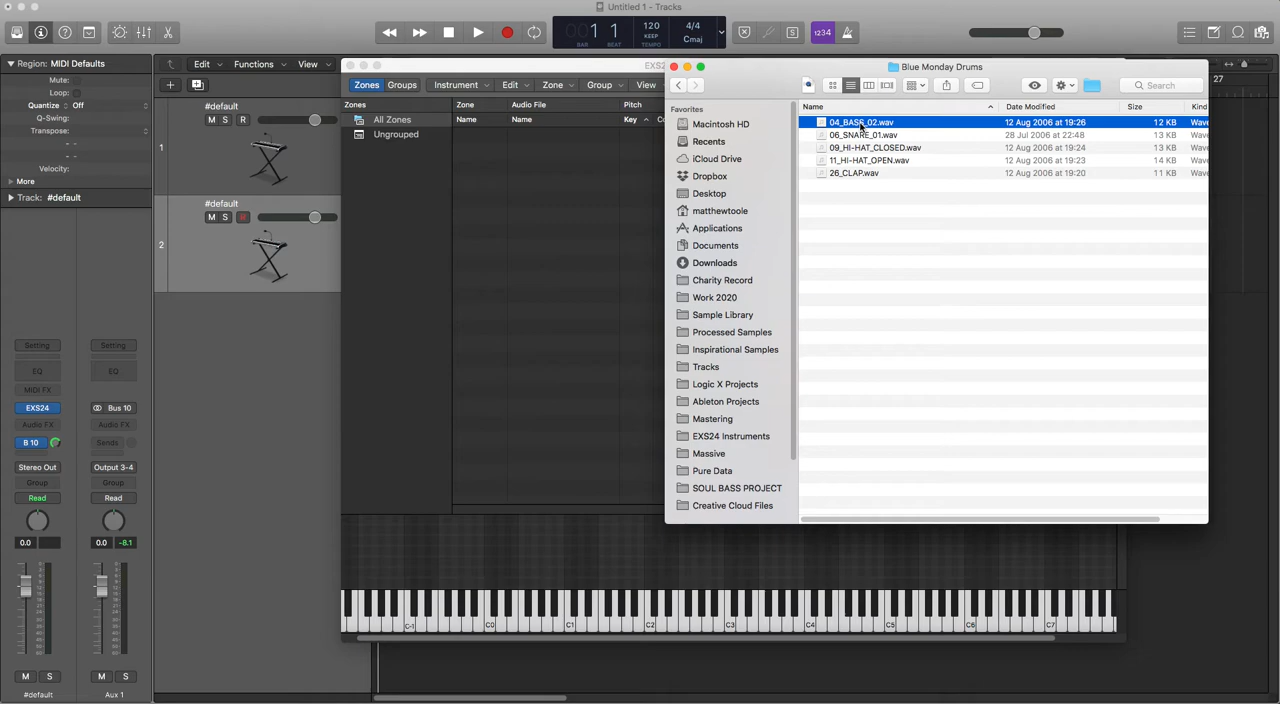 Untitled 1 - Tracks
001 1
BAR BEAT
120
KEEP
TEMPO
4/4
Cmaj
1234
Region: MIDI Defaults
Mute:
Loop:
Quantize Off
Q-Swing:
Transpose:
Velocity:
More
Track: #default
Edit Functions View
#default
M S R
1
#default
M S R
2
EXS2
Zones Groups Instrument Edit Zone Group View
Zones Zone Audio File Pitch
All Zones Name Name Key
Ungrouped
Blue Monday Drums
Search
27
Favorites
Macintosh HD
Recents
iCloud Drive
Dropbox
Desktop
matthewtoole
Applications
Documents
Downloads
Charity Record
Work 2020
Sample Library
Processed Samples
Inspirational Samples
Tracks
Logic X Projects
Ableton Projects
Mastering
EXS24 Instruments
Massive
Pure Data
SOUL BASS PROJECT
Creative Cloud Files
Name Date Modified Size Kind
04_BASS_02.wav 12 Aug 2006 at 19:26 12 KB Wave
06_SNARE_01.wav 28 Jul 2006 at 22:48 13 KB Wave
09_HI-HAT_CLOSED.wav 12 Aug 2006 at 19:24 13 KB Wave
11_HI-HAT_OPEN.wav 12 Aug 2006 at 19:23 14 KB Wave
26_CLAP.wav 12 Aug 2006 at 19:20 11 KB Wave
Setting Setting
EQ EQ
MIDI FX
EXS24 Bus 10
Audio FX Audio FX
B 10 Sends
Stereo Out Output 3-4
Group Group
Read Read
0.0 0.0 -8.1
M S M S
#default Aux 1
C-1 C0 C1 C2 C3 C4 C5 C6 C7